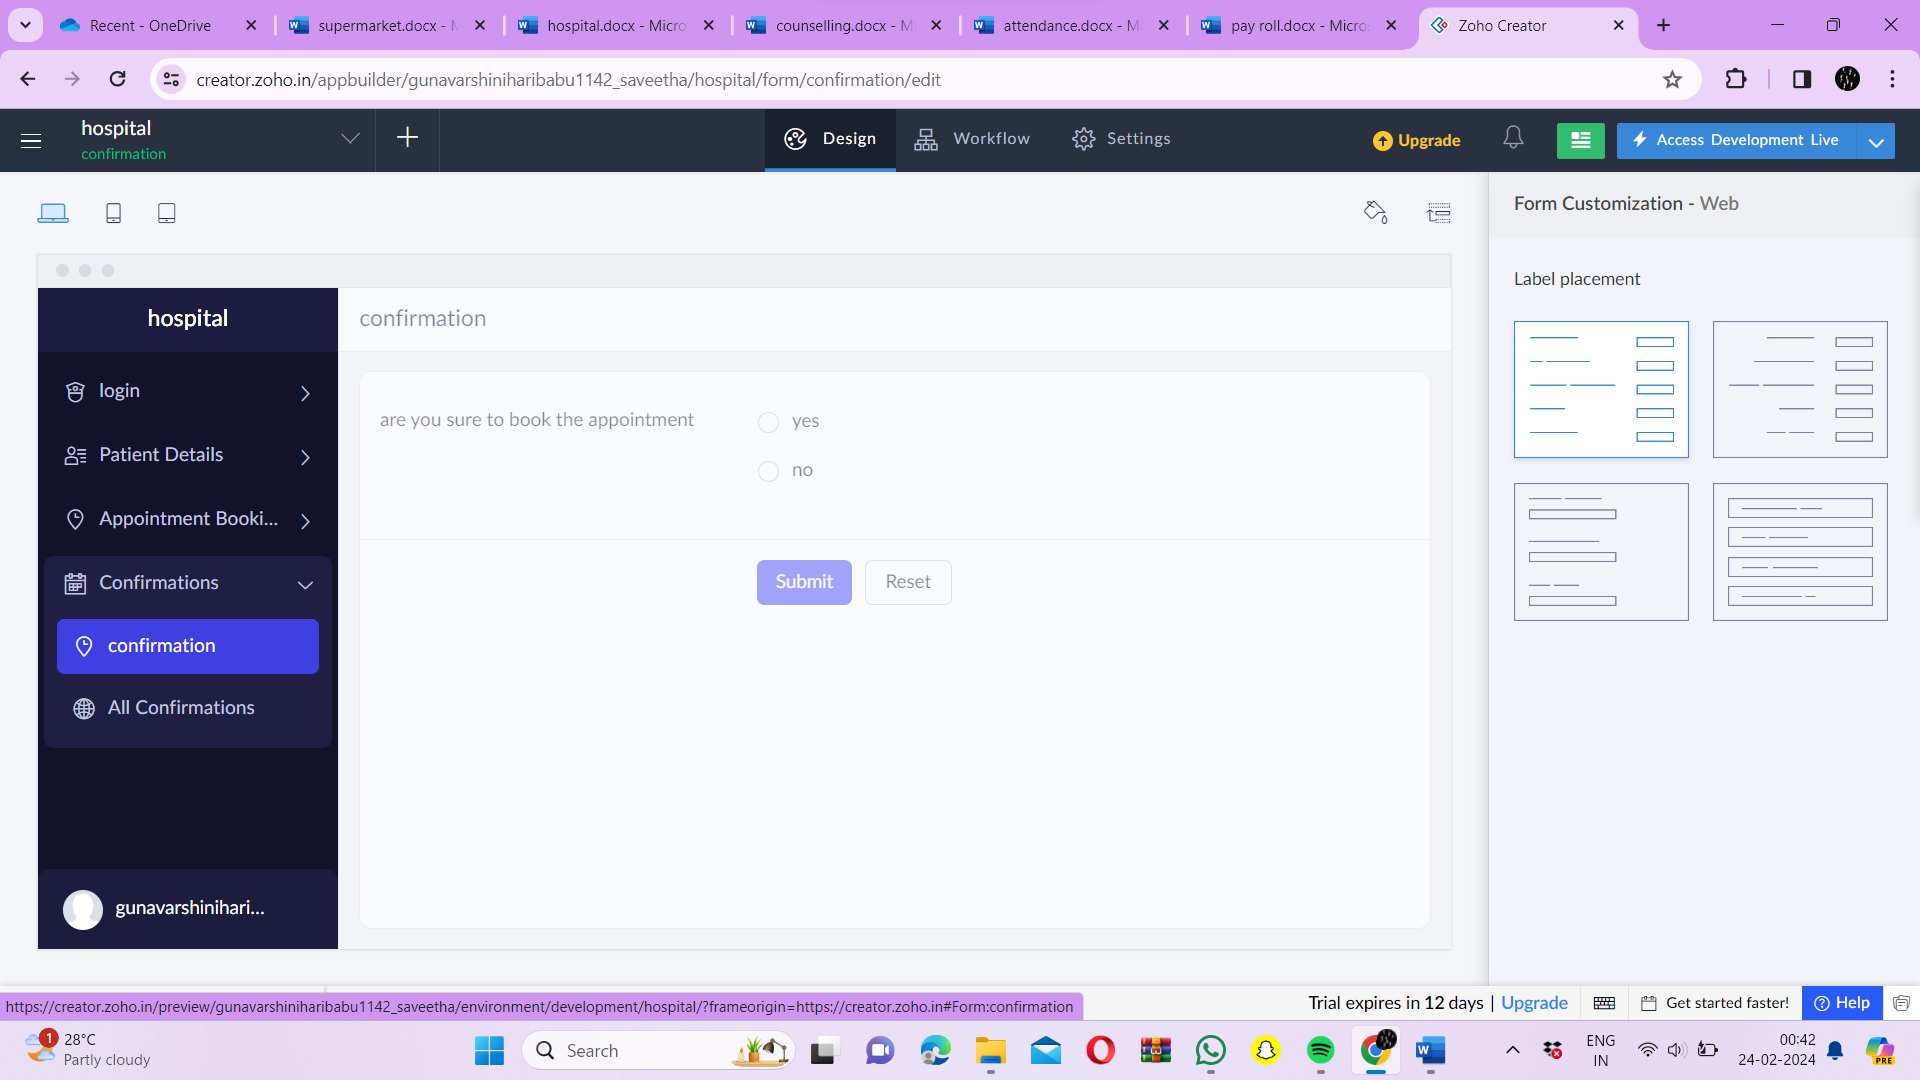 Recent - OneDrive
supermarket.docx - M
hospital.docx - Micro
counselling.docx - M
attendance.docx - Mi
pay roll.docx - Micros
Zoho Creator
creator.zoho.in/appbuilder/gunavarshiniharibabu1142_saveetha/hospital/form/confirmation/edit
hospital
confirmation
Design
Workflow
Settings
Upgrade
Access Development Live
Form Customization - Web
Label placement
hospital
login
Patient Details
Appointment Booki...
Confirmations
confirmation
All Confirmations
gunavarshinihari...
confirmation
are you sure to book the appointment
yes
no
Submit
Reset
https://creator.zoho.in/preview/gunavarshiniharibabu1142_saveetha/environment/development/hospital/?frameorigin=https://creator.zoho.in#Form:confirmation
Trial expires in 12 days | Upgrade
Get started faster!
Help
1
28°C
Partly cloudy
Search
ENG
IN
00:42
24-02-2024
PRE